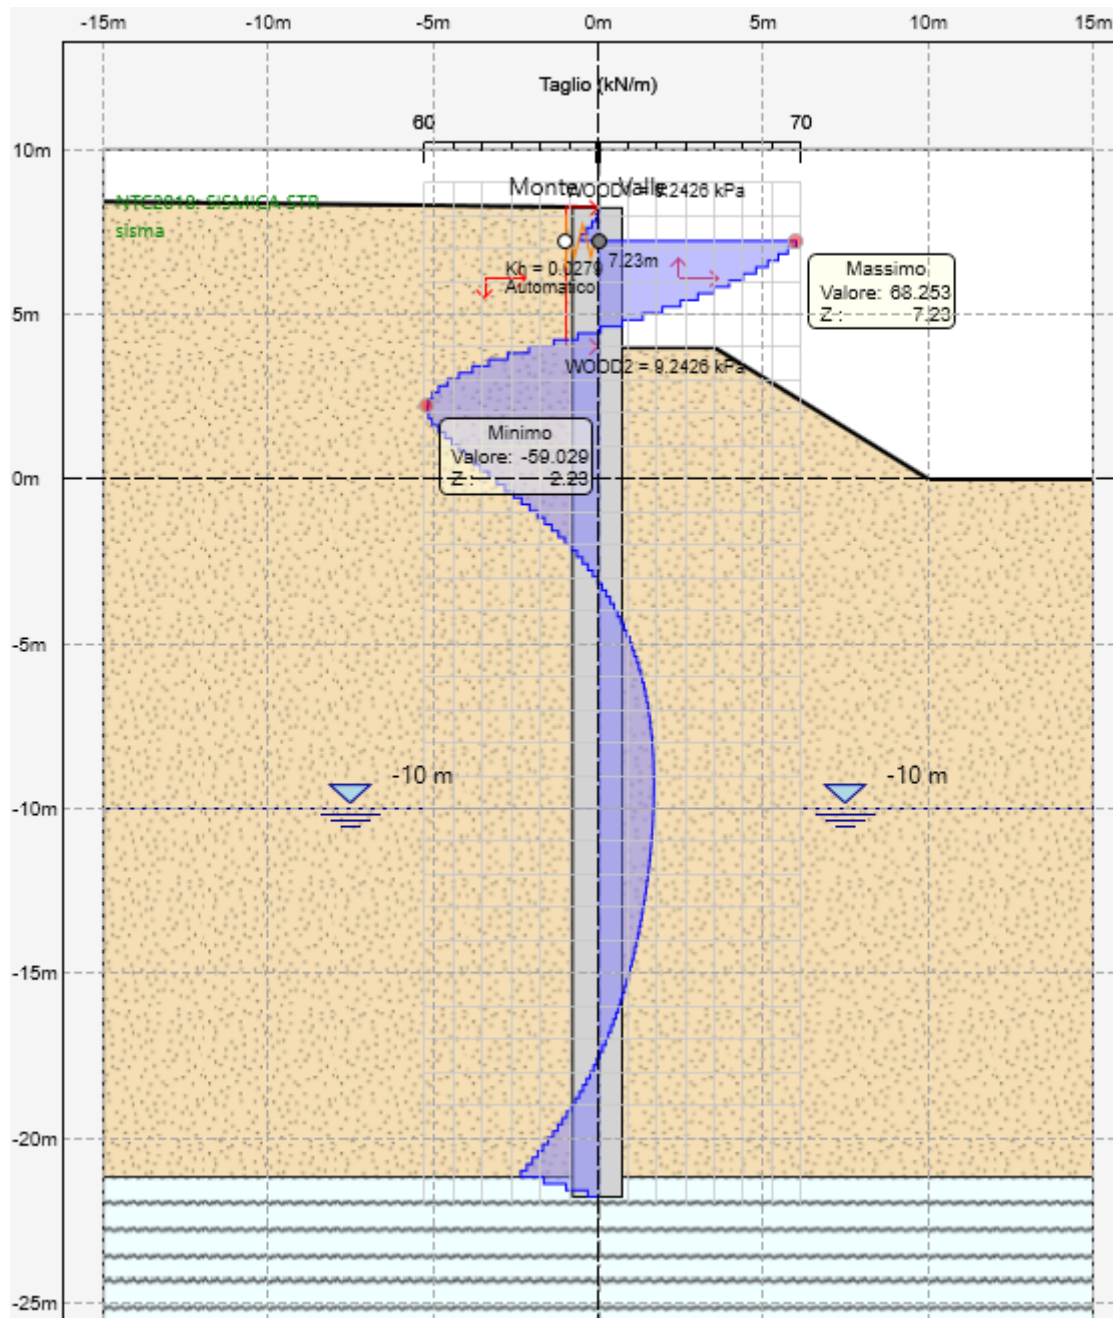 -15m -10m -5m 0m 5m 10m 15m
Taglio (kN/m)
60 70
10m
Monte Valle
WOOD1 = 9.2426 kPa
NTC2018: SISMICA STR
sisma
7.23m
Kh = 0.0279
Automatico
Massimo
Valore: 68.253
Z : 7.23
5m
WOOD2 = 9.2426 kPa
Minimo
Valore: -59.029
Z : 2.23
0m
-5m
-10 m -10 m
-10m
-15m
-20m
-25m